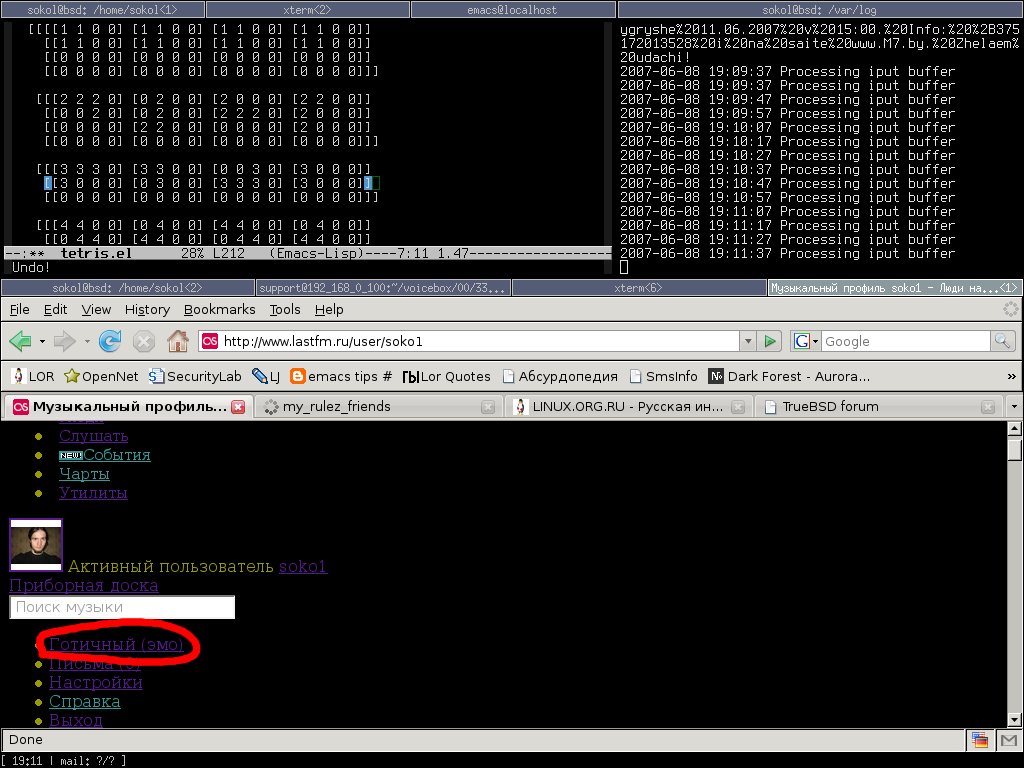 sokol@bsd: /home/sokol<1>
xterm<2>
emacs@localhost
sokol@bsd: /var/log
[[[[1 1 0 0] [1 1 0 0] [1 1 0 0] [1 1 0 0]]
[[1 1 0 0] [1 1 0 0] [1 1 0 0] [1 1 0 0]]
[[0 0 0 0] [0 0 0 0] [0 0 0 0] [0 0 0 0]]
[[0 0 0 0] [0 0 0 0] [0 0 0 0] [0 0 0 0]]]
[[[2 2 2 0] [0 2 0 0] [2 0 0 0] [2 2 0 0]]
[[0 0 2 0] [0 2 0 0] [2 2 2 0] [2 0 0 0]]
[[0 0 0 0] [2 2 0 0] [0 0 0 0] [2 0 0 0]]
[[0 0 0 0] [0 0 0 0] [0 0 0 0] [0 0 0 0]]]
[[[3 3 3 0] [3 3 0 0] [0 0 3 0] [3 0 0 0]]
[[3 0 0 0] [0 3 0 0] [3 3 3 0] [3 0 0 0]]
[[0 0 0 0] [0 0 0 0] [0 0 0 0] [0 0 0 0]]]
[[[4 4 0 0] [0 4 0 0] [4 4 0 0] [0 4 0 0]]
[[0 4 4 0] [4 4 0 0] [0 4 4 0] [4 4 0 0]]
--:** tetris.el 28% L212 (Emacs-Lisp)----7:11 1.47------------------
Undo!
ygryshe%2011.06.2007%20v%2015:00.%20Info:%20%2B375
172013528%20i%20na%20saite%20www.M7.by.%20Zhelaem%
20udachi!
2007-06-08 19:09:37 Processing iput buffer
2007-06-08 19:09:37 Processing iput buffer
2007-06-08 19:09:47 Processing iput buffer
2007-06-08 19:09:57 Processing iput buffer
2007-06-08 19:10:07 Processing iput buffer
2007-06-08 19:10:17 Processing iput buffer
2007-06-08 19:10:27 Processing iput buffer
2007-06-08 19:10:37 Processing iput buffer
2007-06-08 19:10:47 Processing iput buffer
2007-06-08 19:10:57 Processing iput buffer
2007-06-08 19:11:07 Processing iput buffer
2007-06-08 19:11:17 Processing iput buffer
2007-06-08 19:11:27 Processing iput buffer
2007-06-08 19:11:37 Processing iput buffer
sokol@bsd: /home/sokol<2>
support@192_168_0_100:~/voicebox/00/33...
xterm<6>
Музыкальный профиль soko1 - Люди на...<1>
File Edit View History Bookmarks Tools Help
http://www.lastfm.ru/user/soko1
G Google
LOR OpenNet SecurityLab LJ emacs tips # Lor Quotes Абсурдопедия SmsInfo Dark Forest - Aurora... »
Музыкальный профиль... my_rulez_friends LINUX.ORG.RU - Русская ин... TrueBSD forum
Слушать
NEW! События
Чарты
Утилиты
Активный пользователь soko1
Приборная доска
Поиск музыки
Готичный (эмо)
Письма (0)
Настройки
Справка
Выход
Done
[ 19:11 | mail: ?/? ]